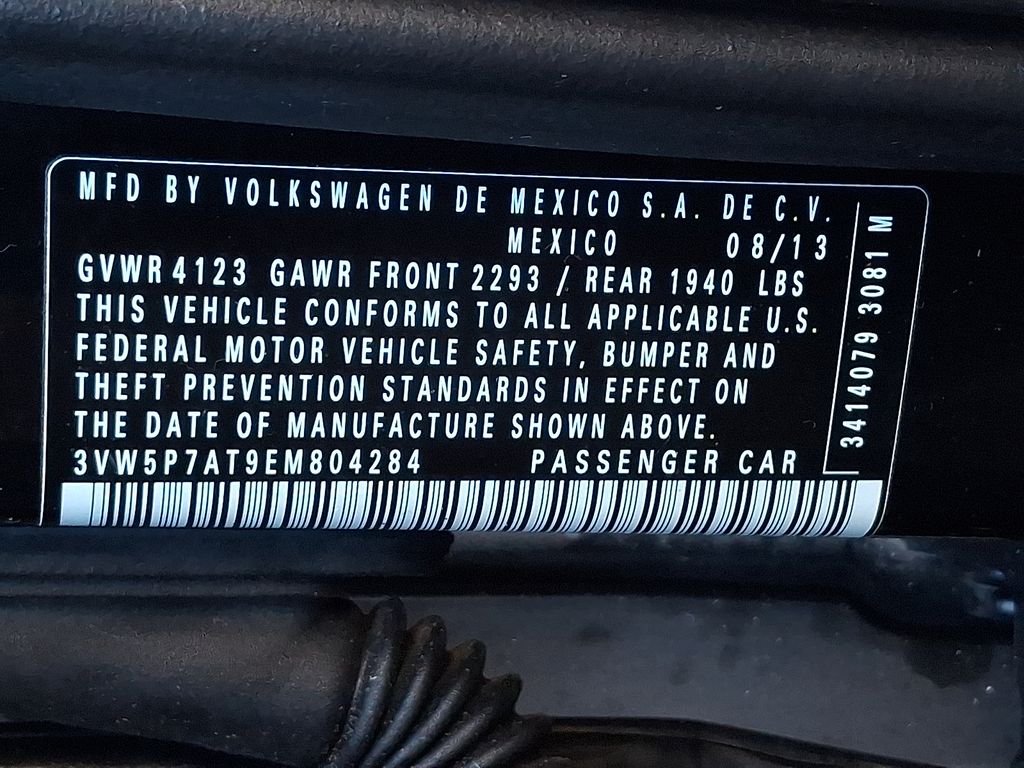 MFD BY VOLKSWAGEN DE MEXICO S.A. DE C.V.
MEXICO 08/13
GVWR 4123 GAWR FRONT 2293 / REAR 1940 LBS
THIS VEHICLE CONFORMS TO ALL APPLICABLE U.S.
FEDERAL MOTOR VEHICLE SAFETY, BUMPER AND
THEFT PREVENTION STANDARDS IN EFFECT ON
THE DATE OF MANUFACTURE SHOWN ABOVE.
3VW5P7AT9EM804284 PASSENGER CAR
3414079 3081 M